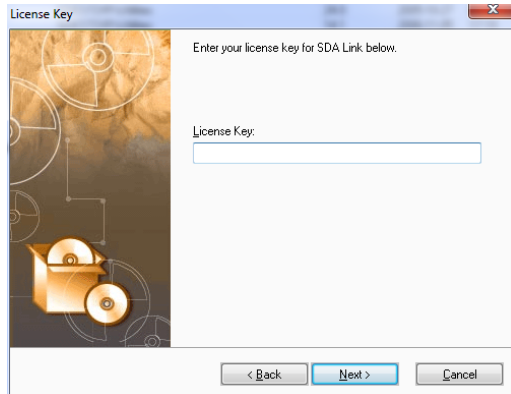 License Key
Enter your license key for SDA Link below.
License Key:
< Back
Next >
Cancel